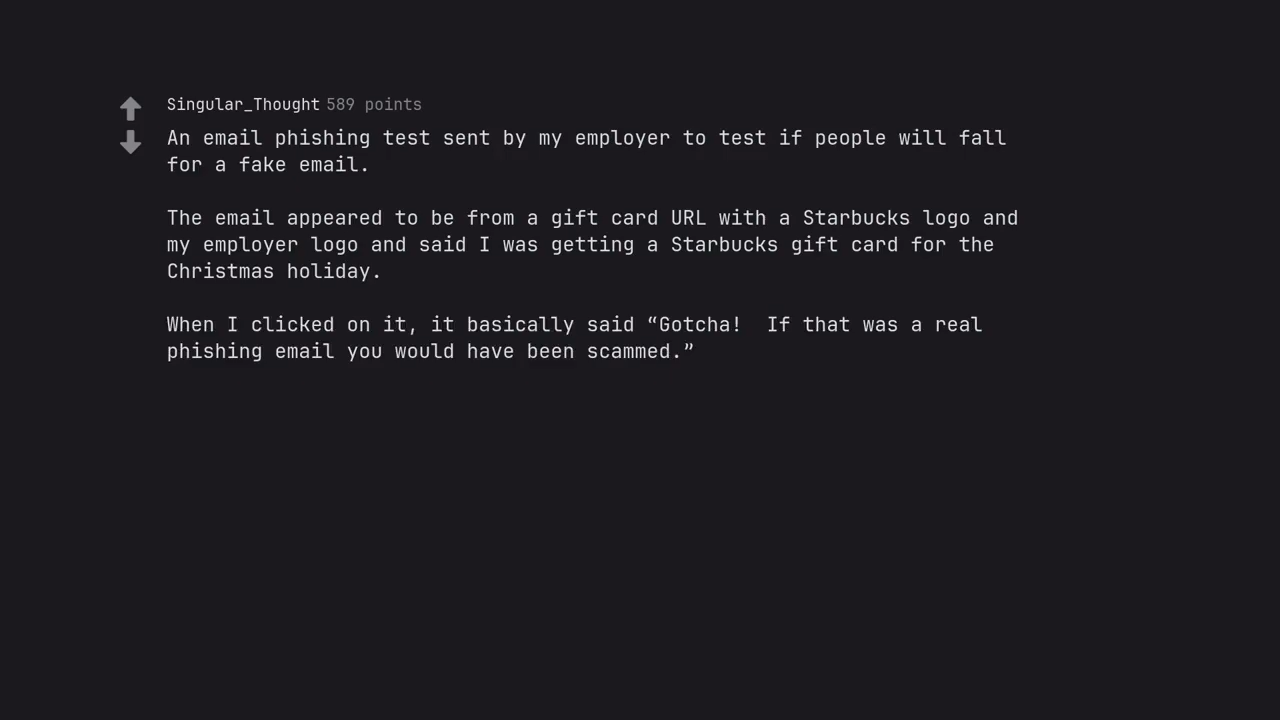 Singular_Thought 589 points
An email phishing test sent by my employer to test if people will fall
for a fake email.
The email appeared to be from a gift card URL with a Starbucks logo and
my employer logo and said I was getting a Starbucks gift card for the
Christmas holiday.
When I clicked on it, it basically said “Gotcha!  If that was a real
phishing email you would have been scammed.”